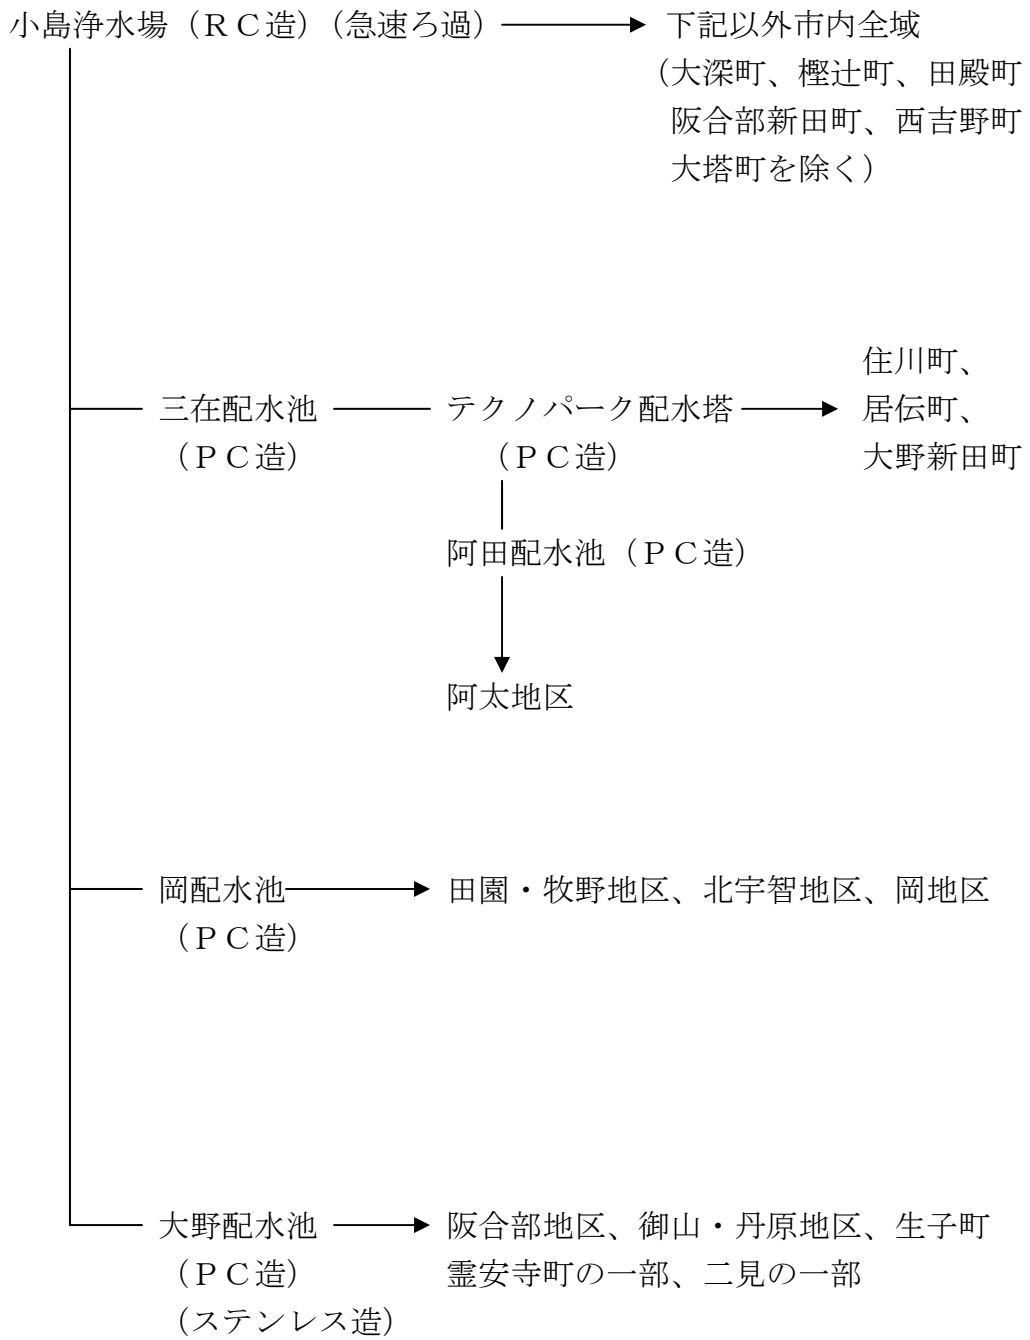 小島浄水場（ＲＣ造）（急速ろ過）
下記以外市内全域
（大深町、樫辻町、田殿町
阪合部新田町、西吉野町
大塔町を除く）
三在配水池
（ＰＣ造）
テクノパーク配水塔
（ＰＣ造）
住川町、
居伝町、
大野新田町
阿田配水池（ＰＣ造）
阿太地区
岡配水池
（ＰＣ造）
田園・牧野地区、北宇智地区、岡地区
大野配水池
（ＰＣ造）
（ステンレス造）
阪合部地区、御山・丹原地区、生子町
霊安寺町の一部、二見の一部